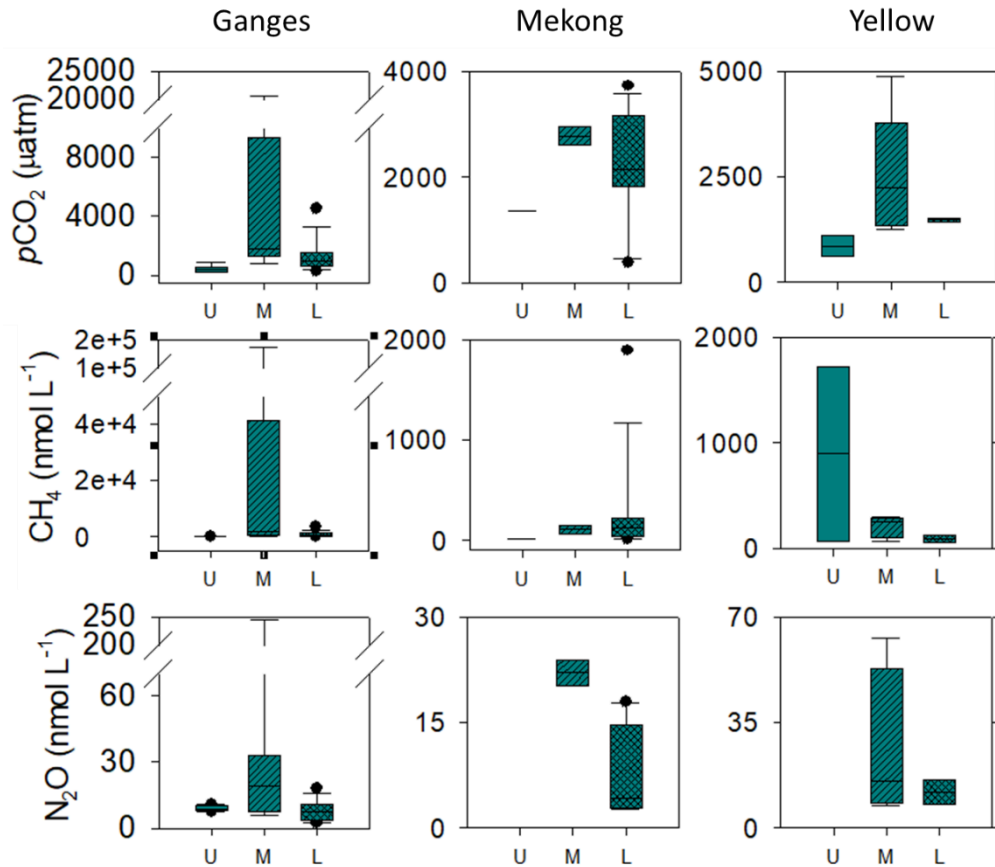 Ganges Mekong Yellow
pCO₂ (µatm)
25000
20000
8000
4000
0
U M L
4000
2000
0
U M L
5000
2500
0
U M L
CH₄ (nmol L⁻¹)
2e+5
1e+5
4e+4
2e+4
0
U M L
2000
1000
0
U M L
2000
1000
0
U M L
N₂O (nmol L⁻¹)
250
200
60
30
0
U M L
30
15
0
U M L
70
35
0
U M L